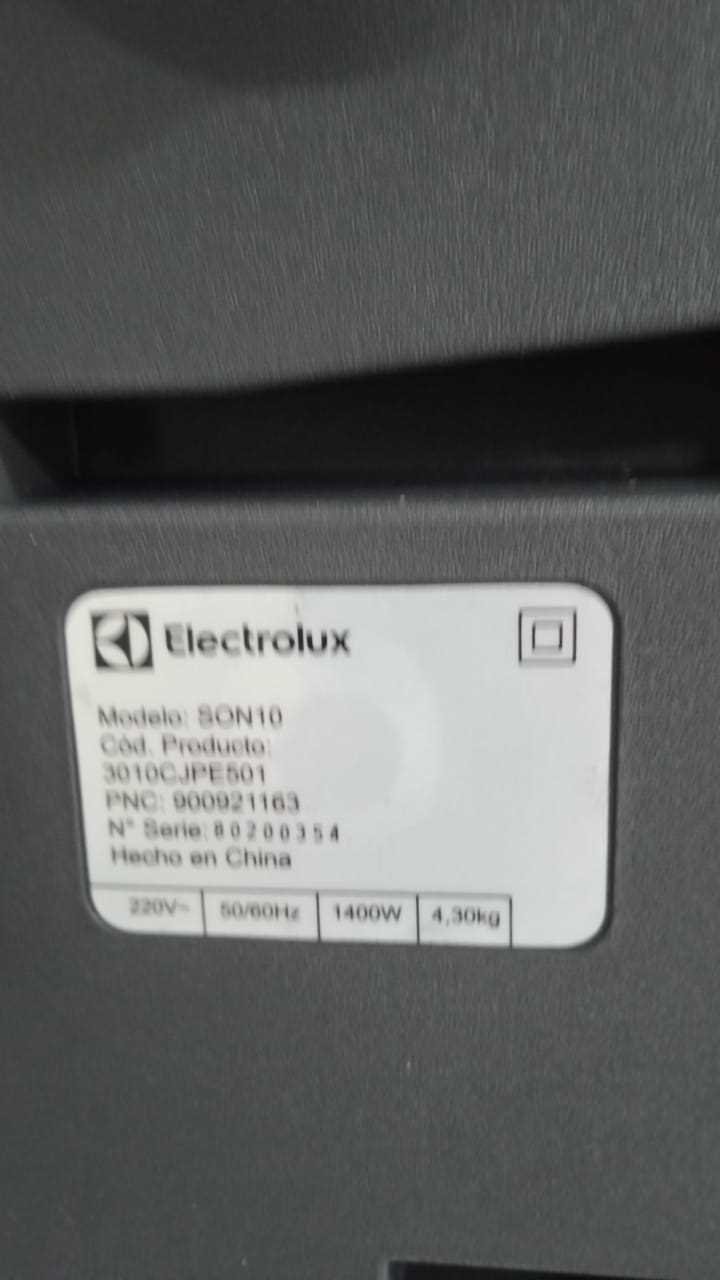 Electrolux
Modelo: SON10
Cód. Producto:
3010CJPE501
PNC: 900921163
N° Serie: 80200354
Hecho en China
220V~ 50/60Hz 1400W 4,30kg